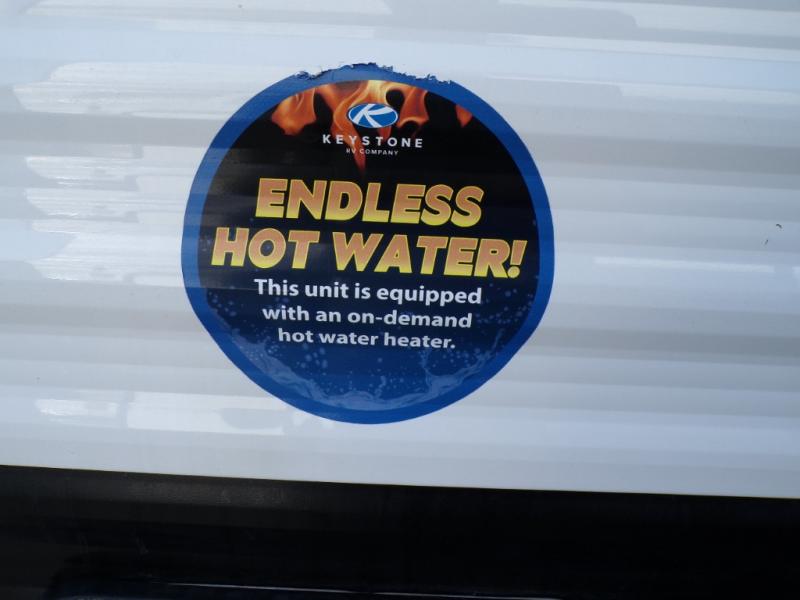 KEYSTONE
RV COMPANY
ENDLESS
HOT WATER!
This unit is equipped
with an on-demand
hot water heater.